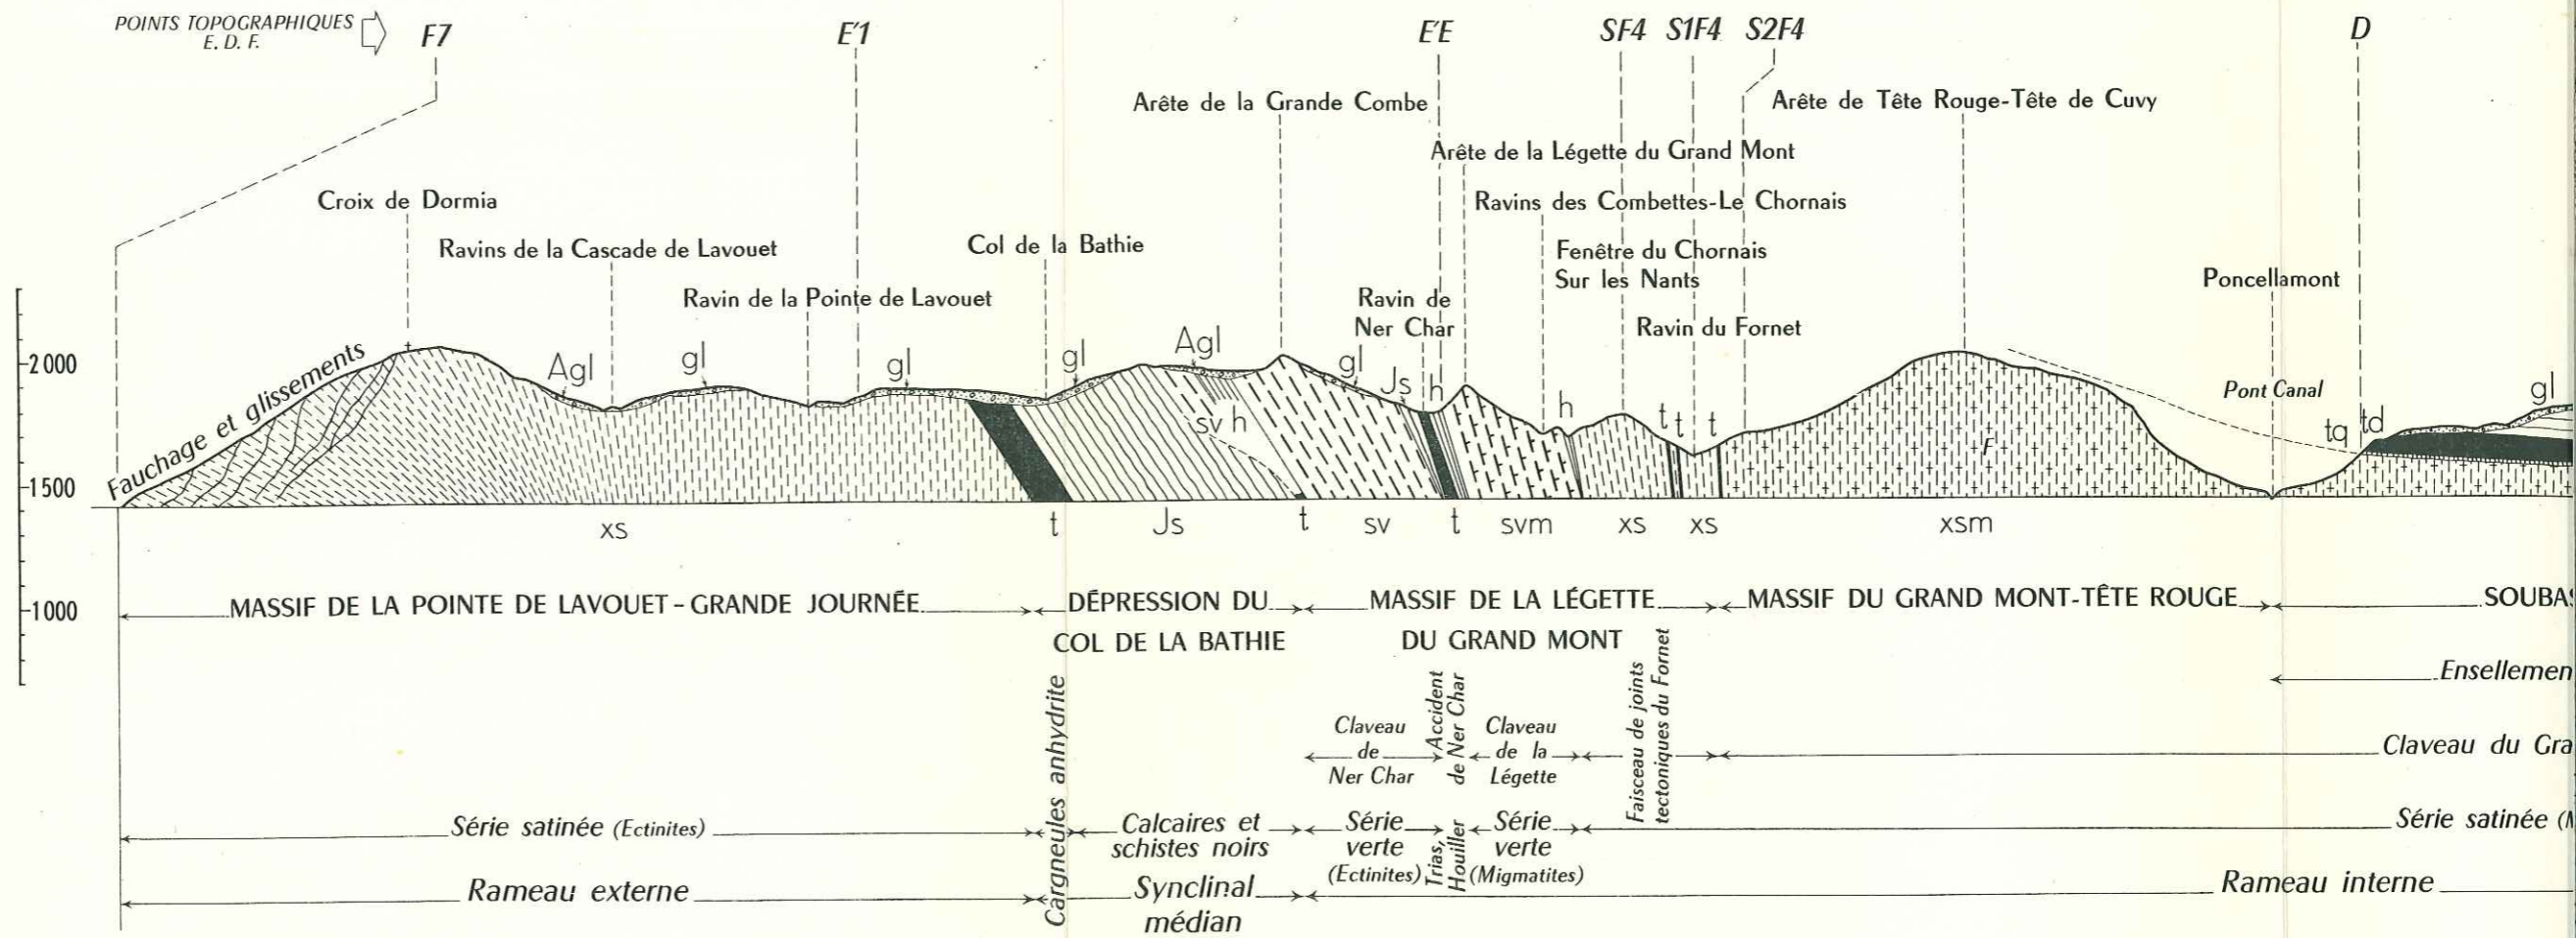 POINTS TOPOGRAPHIQUES
E. D. F.
F7
E'1
E'E
SF4
S1F4
S2F4
D
Arête de la Grande Combe
Arête de Tête Rouge-Tête de Cuvy
Arête de la Légette du Grand Mont
Croix de Dormia
Ravins des Combettes-Le Chornais
Ravins de la Cascade de Lavouet
Col de la Bathie
Fenêtre du Chornais
Sur les Nants
Poncellamont
Ravin de la Pointe de Lavouet
Ravin de
Ner Char
Ravin du Fornet
2000
1500
1000
Fauchage et glissements
Agl
gl
gl
gl
Agl
gl
Js
h
h
t
t
t
Pont Canal
tq
td
gl
sv h
F
xs
t
Js
t
sv
t
svm
xs
xs
xsm
MASSIF DE LA POINTE DE LAVOUET-GRANDE JOURNÉE
DÉPRESSION DU
COL DE LA BATHIE
MASSIF DE LA LÉGETTE
DU GRAND MONT
MASSIF DU GRAND MONT-TÊTE ROUGE
SOUBA
Ensellemen
Cargneules anhydrite
Claveau
de
Ner Char
Accident
de Ner Char
Claveau
de la
Légette
Faisceau de joints
tectoniques du Fornet
Claveau du Gra
Série satinée (Ectinites)
Calcaires et
schistes noirs
Série
verte
(Ectinites)
Trias,
Houiller
Série
verte
(Migmatites)
Série satinée (M
Rameau externe
Synclinal
médian
Rameau interne